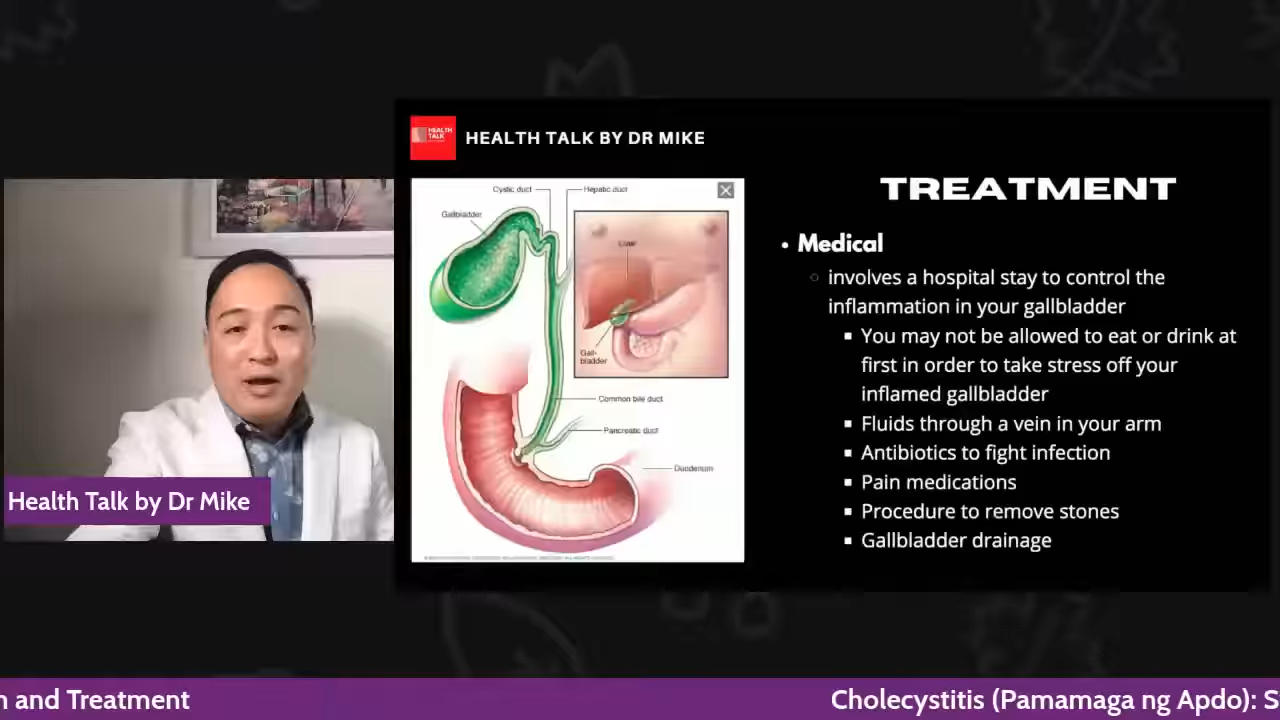 HEALTH TALK
HEALTH TALK BY DR MIKE
Cystic duct
Hepatic duct
Gallbladder
Liver
Gall-
bladder
Common bile duct
Pancreatic duct
Duodenum
TREATMENT
• Medical
involves a hospital stay to control the
inflammation in your gallbladder
You may not be allowed to eat or drink at
first in order to take stress off your
inflamed gallbladder
Fluids through a vein in your arm
Antibiotics to fight infection
Pain medications
Procedure to remove stones
Gallbladder drainage
Health Talk by Dr Mike
n and Treatment
Cholecystitis (Pamamaga ng Apdo): S